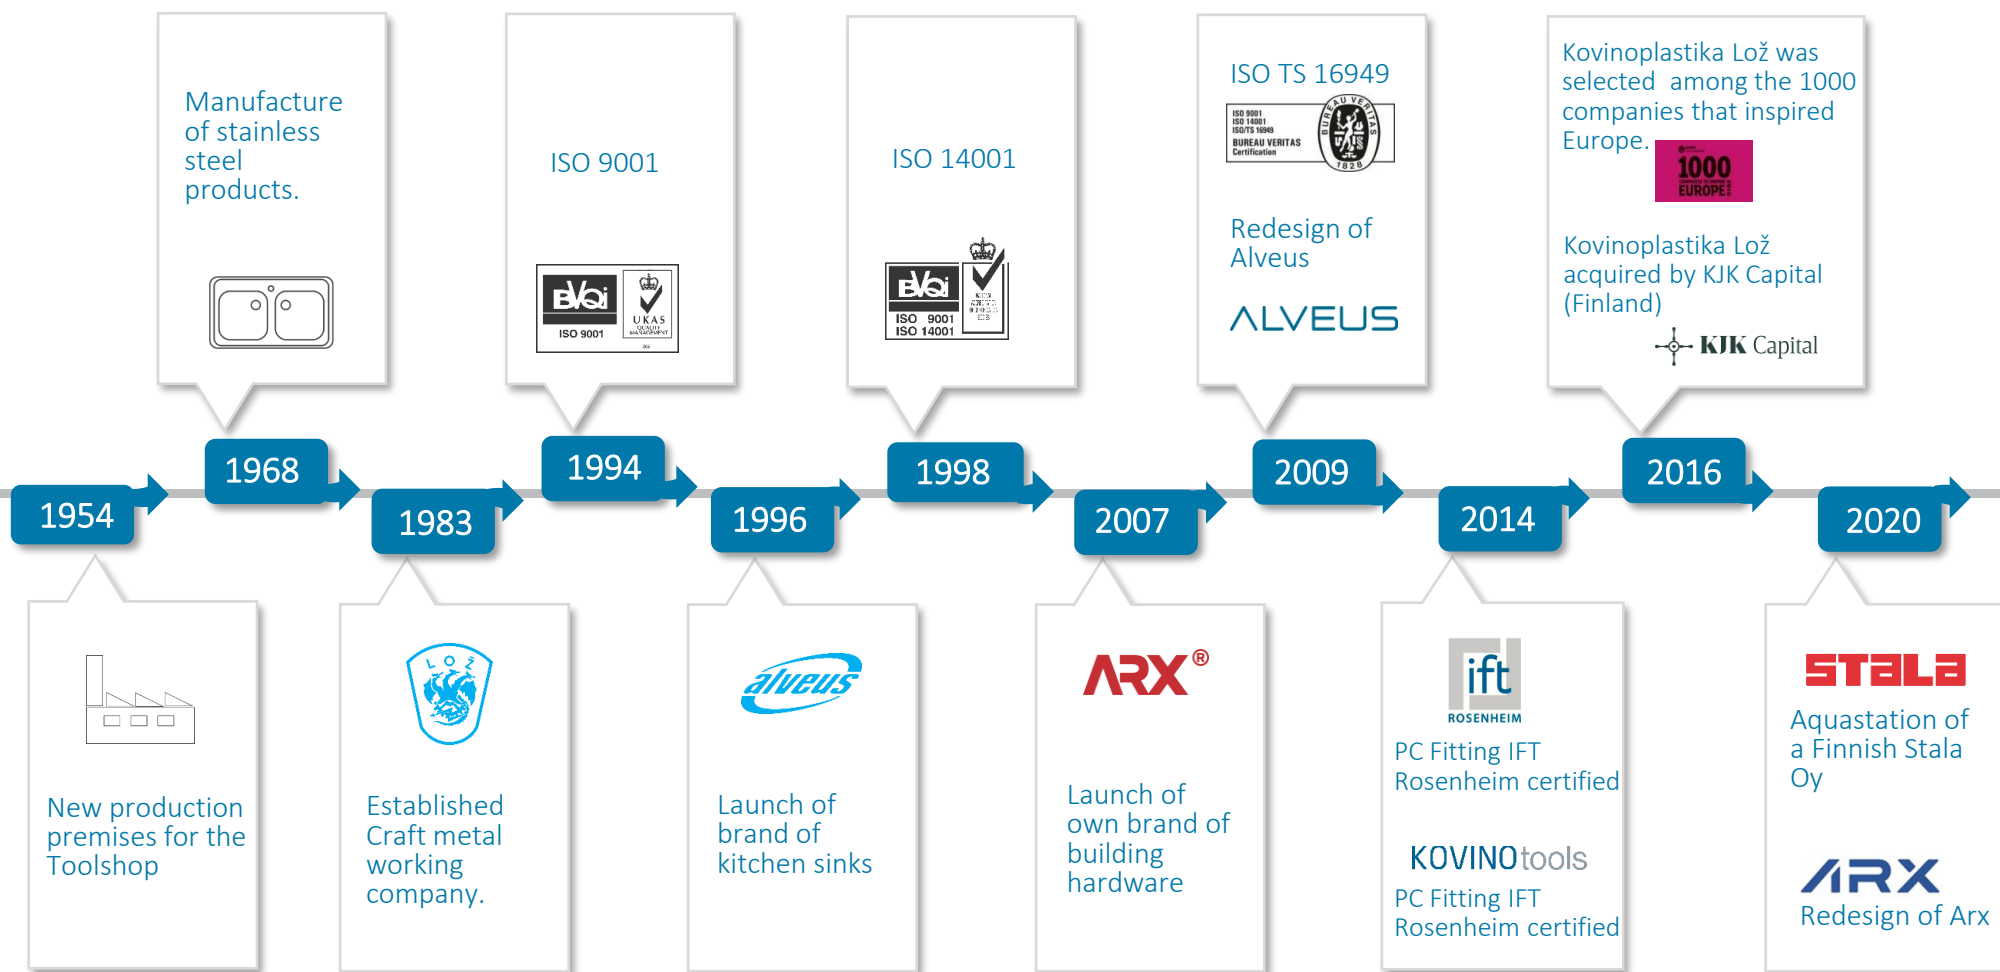 Manufacture
of stainless
steel
products.
ISO 9001
BVQi
ISO 9001
UKAS
QUALITY
MANAGEMENT
ISO 14001
BVQi
ISO 9001
ISO 14001
ISO TS 16949
ISO 9001
ISO 14001
ISO/TS 16949
BUREAU VERITAS
Certification
BUREAU VERITAS
1828
Redesign of
Alveus
ALVEUS
Kovinoplastika Lož was
selected among the 1000
companies that inspired
Europe.
1000
EUROPE
Kovinoplastika Lož
acquired by KJK Capital
(Finland)
KJK Capital
1954
1968
1983
1994
1996
1998
2007
2009
2014
2016
2020
New production
premises for the
Toolshop
LOŽ
Established
Craft metal
working
company.
alveus
Launch of
brand of
kitchen sinks
ARX®
Launch of
own brand of
building
hardware
ift
ROSENHEIM
PC Fitting IFT
Rosenheim certified
KOVINOtools
PC Fitting IFT
Rosenheim certified
STALA
Aquastation of
a Finnish Stala
Oy
ARX
Redesign of Arx